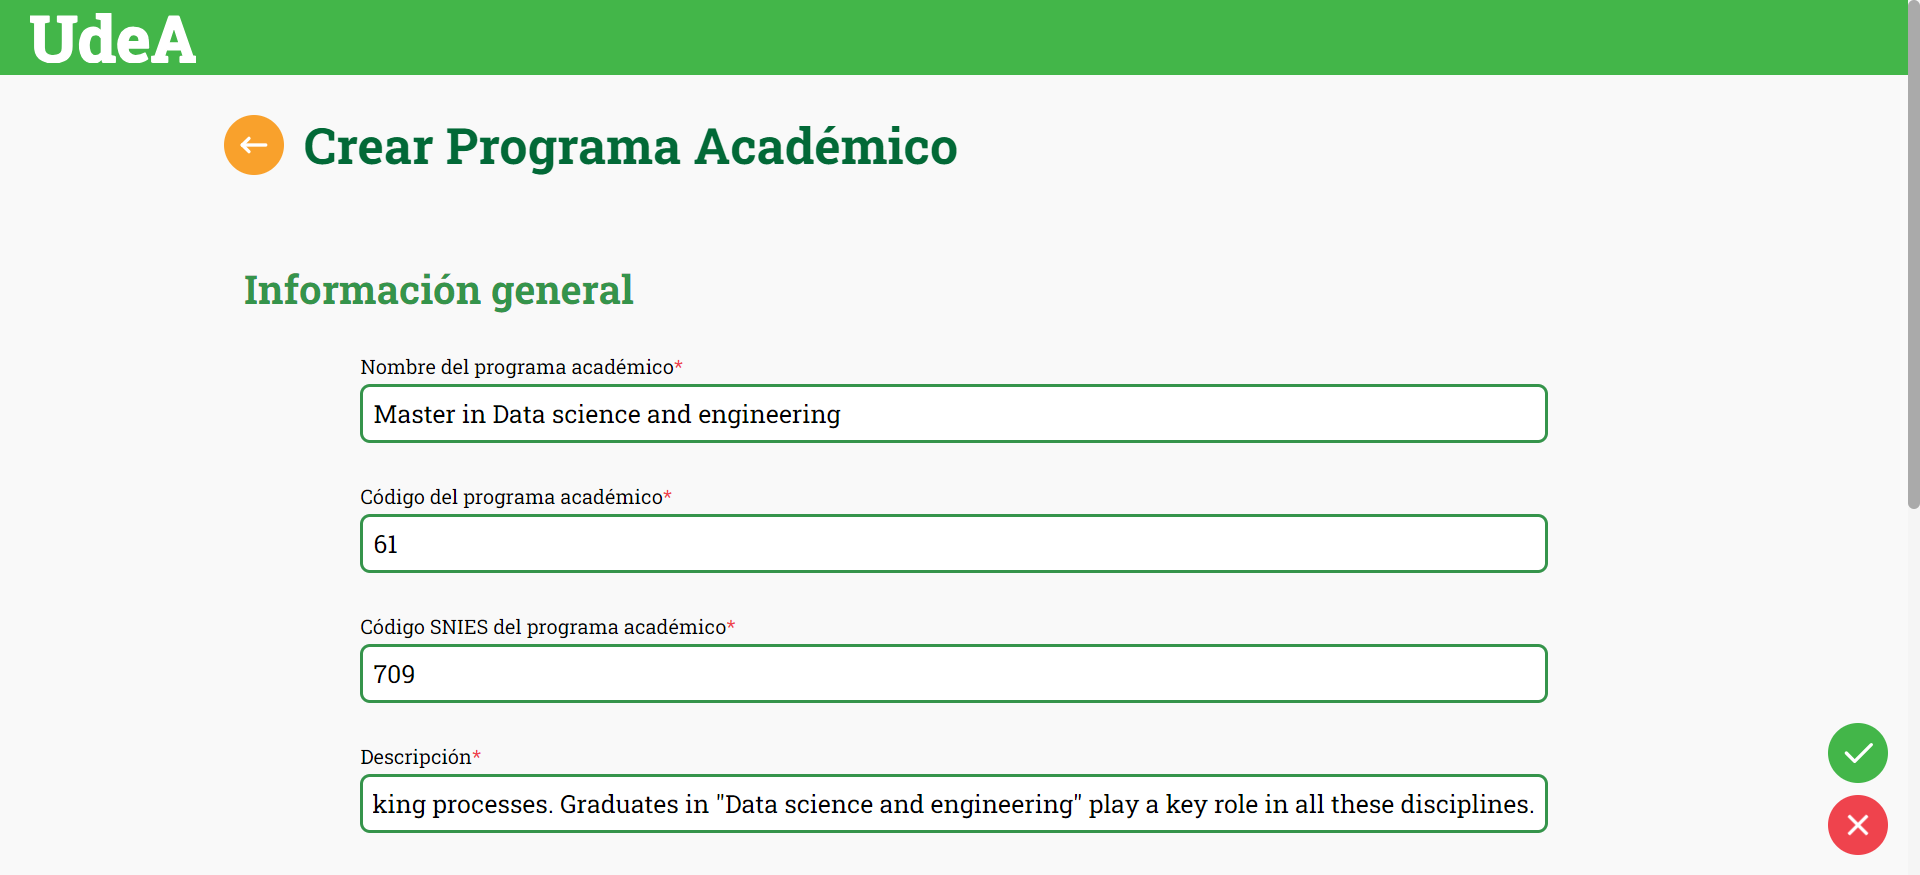 UdeA
Crear Programa Académico
Información general
Nombre del programa académico*
Master in Data science and engineering
Código del programa académico*
61
Código SNIES del programa académico*
709
Descripción*
king processes. Graduates in "Data science and engineering" play a key role in all these disciplines.